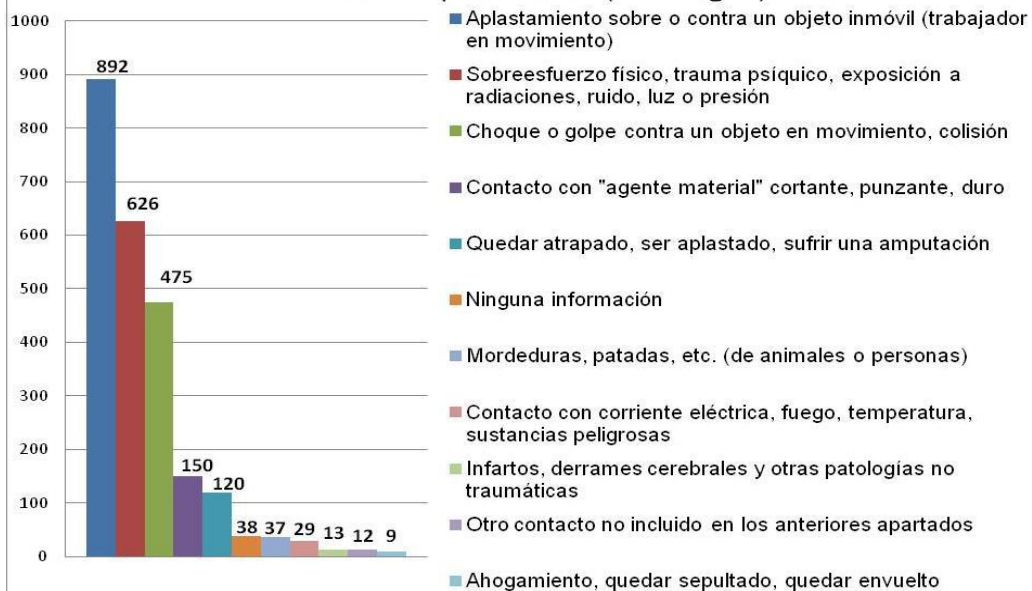 1000
900
800
700
600
500
400
300
200
100
0
892
626
475
150
120
38
37
29
13
12
9
Aplastamiento sobre o contra un objeto inmóvil (trabajador
en movimiento)
Sobreesfuerzo físico, trauma psíquico, exposición a
radiaciones, ruido, luz o presión
Choque o golpe contra un objeto en movimiento, colisión
Contacto con "agente material" cortante, punzante, duro
Quedar atrapado, ser aplastado, sufrir una amputación
Ninguna información
Mordeduras, patadas, etc. (de animales o personas)
Contacto con corriente eléctrica, fuego, temperatura,
sustancias peligrosas
Infartos, derrames cerebrales y otras patologías no
traumáticas
Otro contacto no incluido en los anteriores apartados
Ahogamiento, quedar sepultado, quedar envuelto